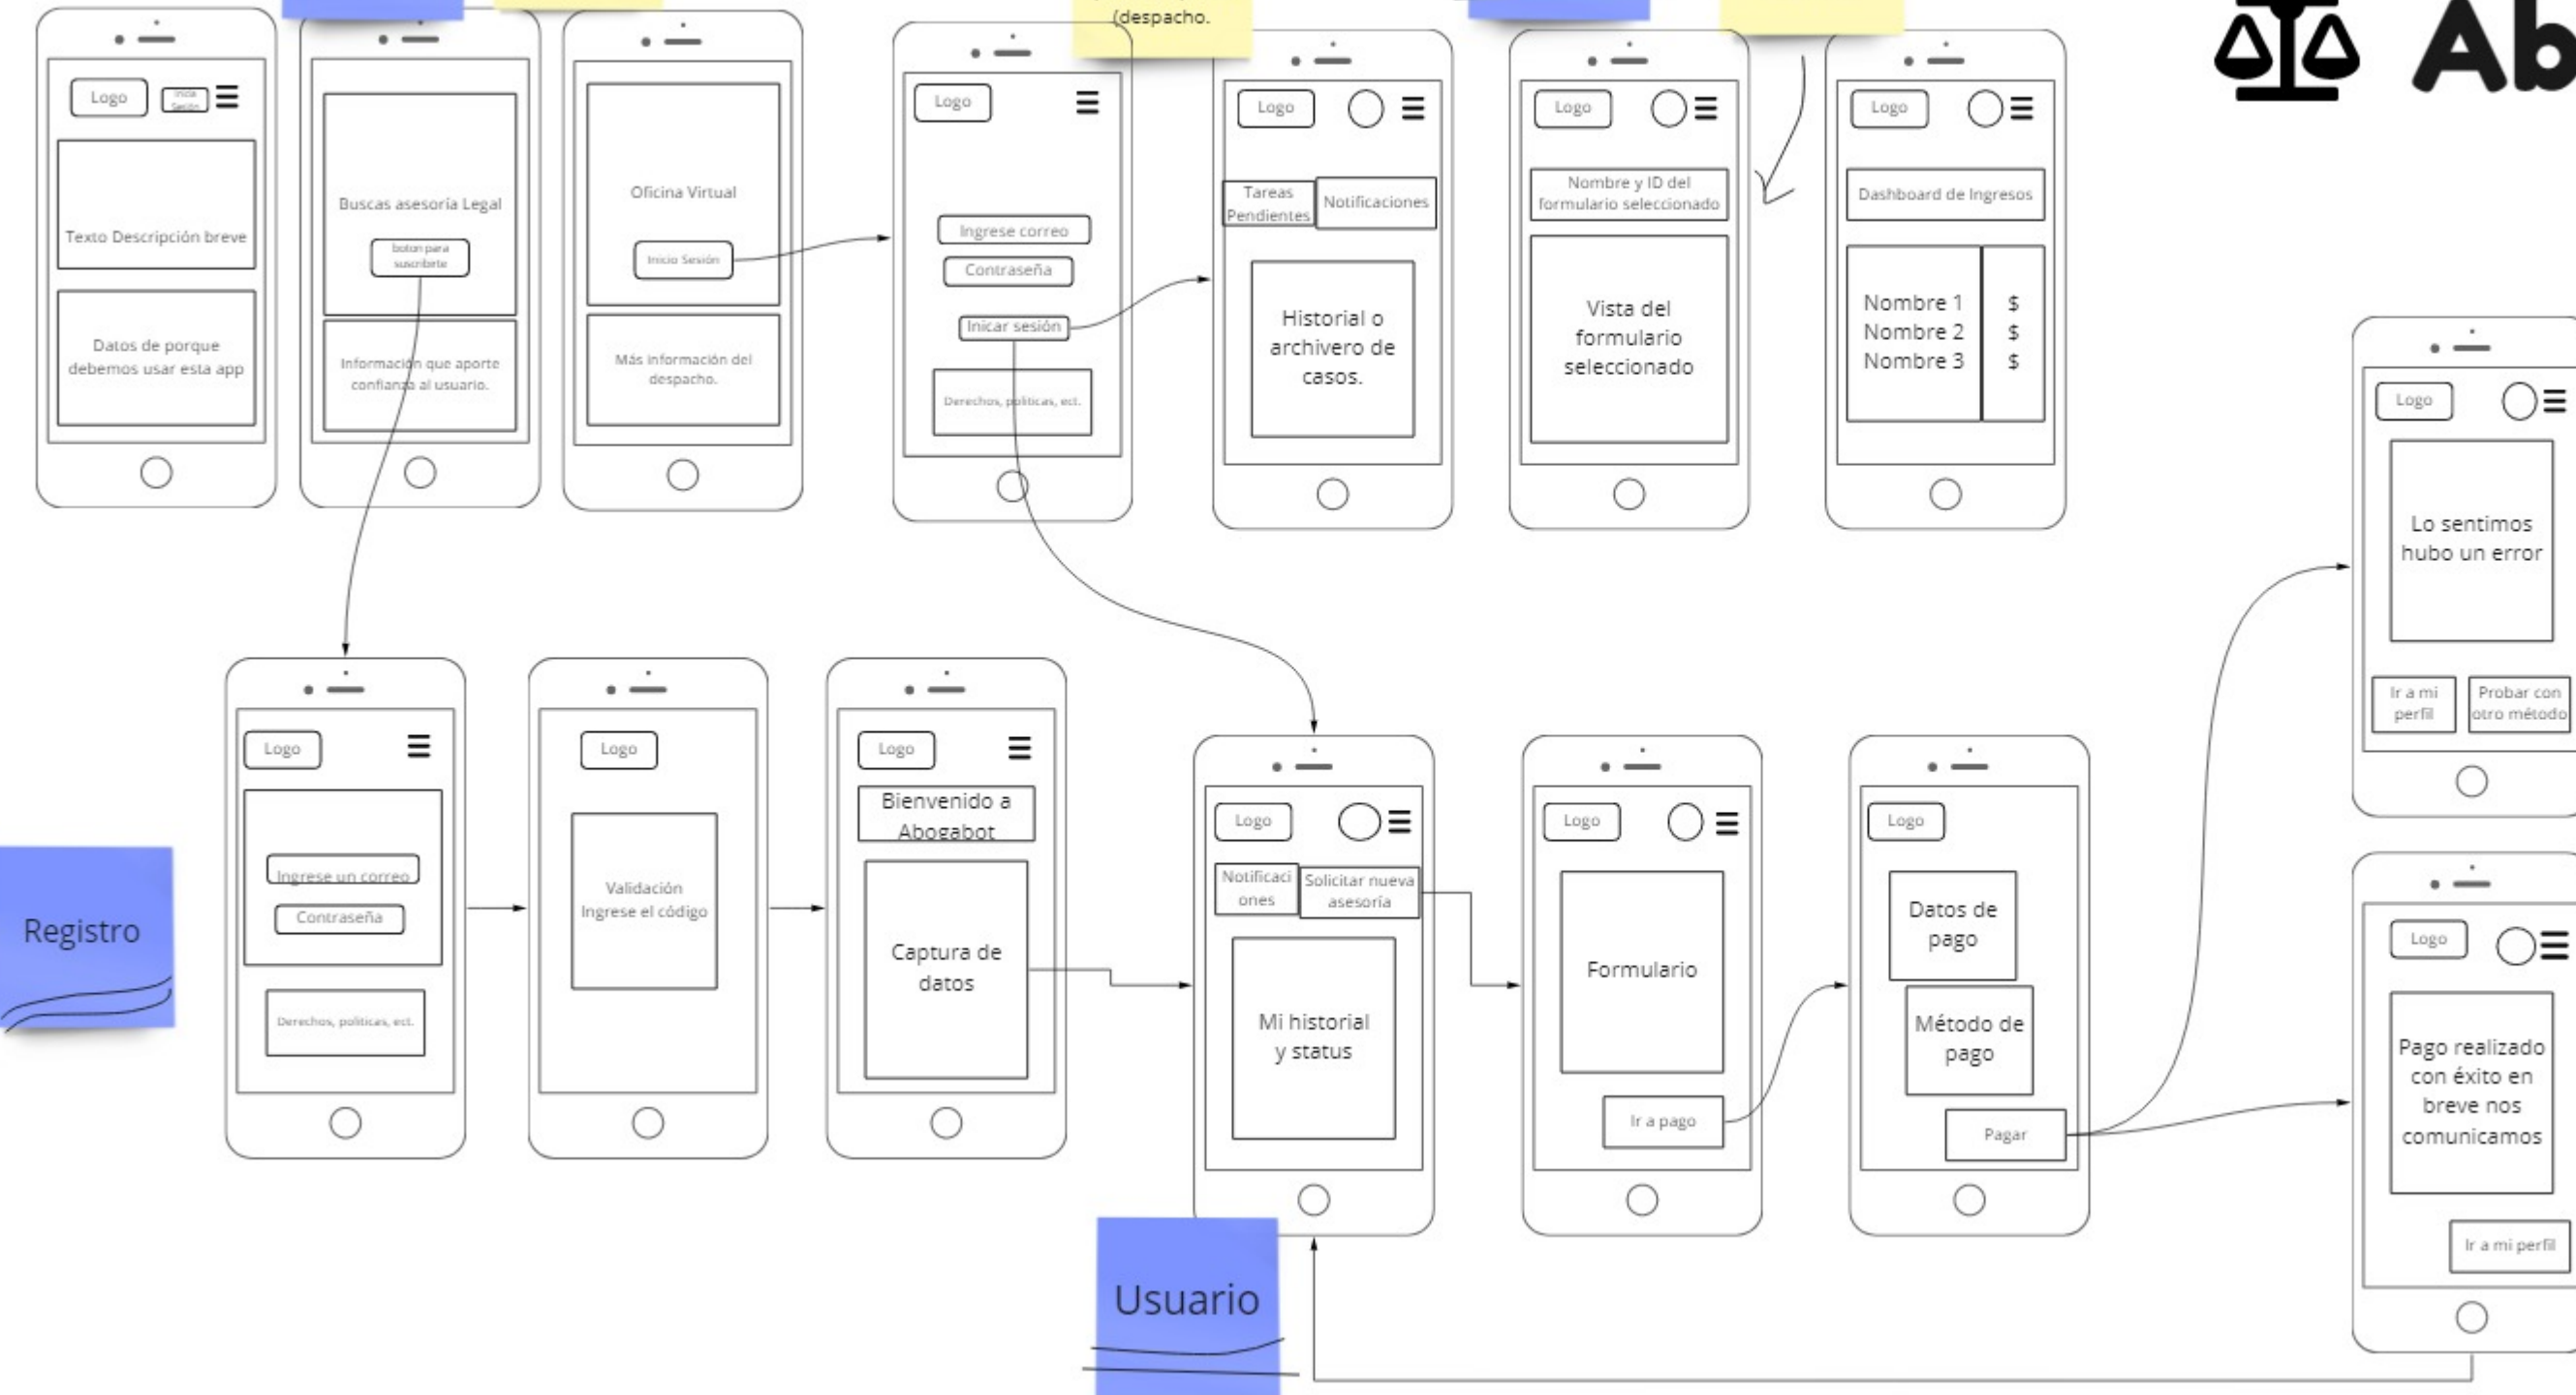 (despacho.
Ab
Logo
Inicia
Sesión
Texto Descripción breve
Datos de porque
debemos usar esta app
Buscas asesoría Legal
boton para
suscribirte
Información que aporte
confianza al usuario.
Oficina Virtual
Inicio Sesión
Más información del
despacho.
Logo
Ingrese correo
Contraseña
Inicar sesión
Derechos, politicas, ect.
Logo
Tareas
Pendientes
Notificaciones
Historial o
archivero de
casos.
Logo
Nombre y ID del
formulario seleccionado
Vista del
formulario
seleccionado
Logo
Dashboard de Ingresos
Nombre 1 $
Nombre 2 $
Nombre 3 $
Logo
Lo sentimos
hubo un error
Ir a mi
perfil
Probar con
otro método
Registro
Logo
Ingrese un correo
Contraseña
Derechos, politicas, ect.
Logo
Validación
Ingrese el código
Logo
Bienvenido a
Abogabot
Captura de
datos
Logo
Notificaci
ones
Solicitar nueva
asesoría
Mi historial
y status
Usuario
Logo
Formulario
Ir a pago
Logo
Datos de
pago
Método de
pago
Pagar
Logo
Pago realizado
con éxito en
breve nos
comunicamos
Ir a mi perfil